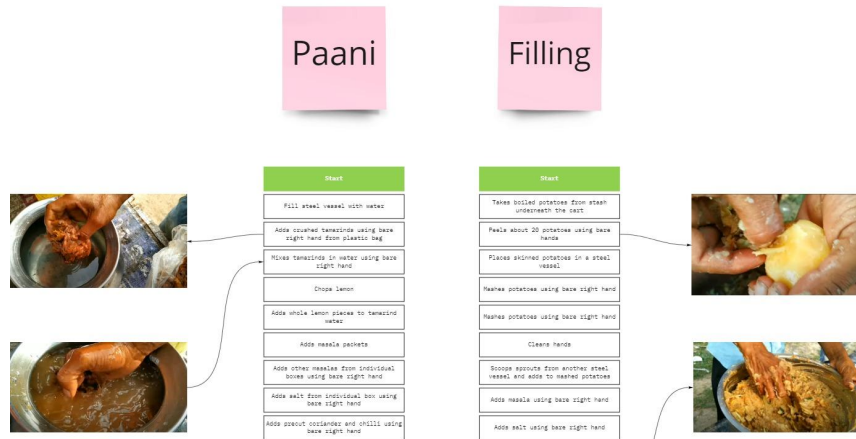 Paani
Filling
Start
Fill steel vessel with water
Adds crushed tamarinds using bare
right hand from plastic bag
Mixes tamarinds in water using bare
right hand
Chops lemon
Adds whole lemon pieces to tamarind
water
Adds masala packets
Adds other masalas from individual
boxes using bare right hand
Adds salt from individual box using
bare right hand
Adds precut coriander and chilli using
bare right hand
Start
Takes boiled potatoes from stash
underneath the cart
Peels about 20 potatoes using bare
hands
Places skinned potatoes in a steel
vessel
Mashes potatoes using bare right hand
Mashes potatoes using bare right hand
Cleans hands
Scoops sprouts from another steel
vessel and adds to mashed potatoes
Adds masala using bare right hand
Adds salt using bare right hand